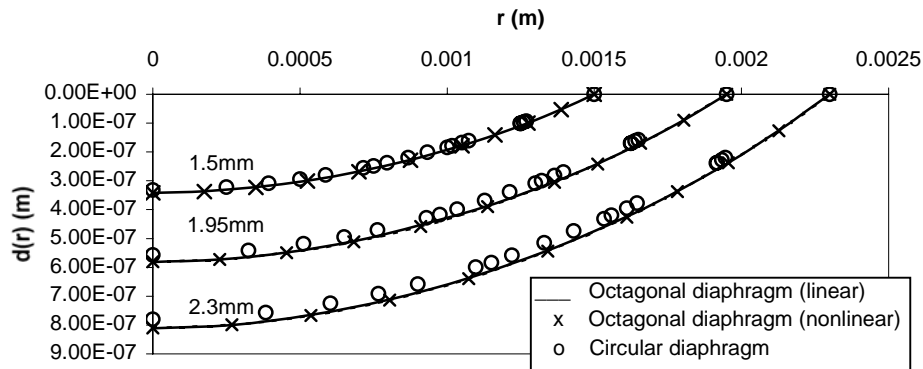 r (m)
0 0.0005 0.001 0.0015 0.002 0.0025
d(r) (m)
0.00E+00
1.00E-07
2.00E-07
3.00E-07
4.00E-07
5.00E-07
6.00E-07
7.00E-07
8.00E-07
9.00E-07
1.5mm
1.95mm
2.3mm
Octagonal diaphragm (linear)
x Octagonal diaphragm (nonlinear)
o Circular diaphragm